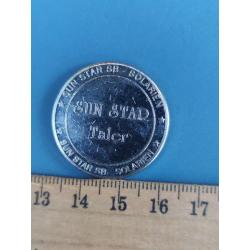 SUN STAR SB - SOLARIEN
SUN STAR
Taler
SUN STAR SB - SOLARIEN
13 14 15 16 17